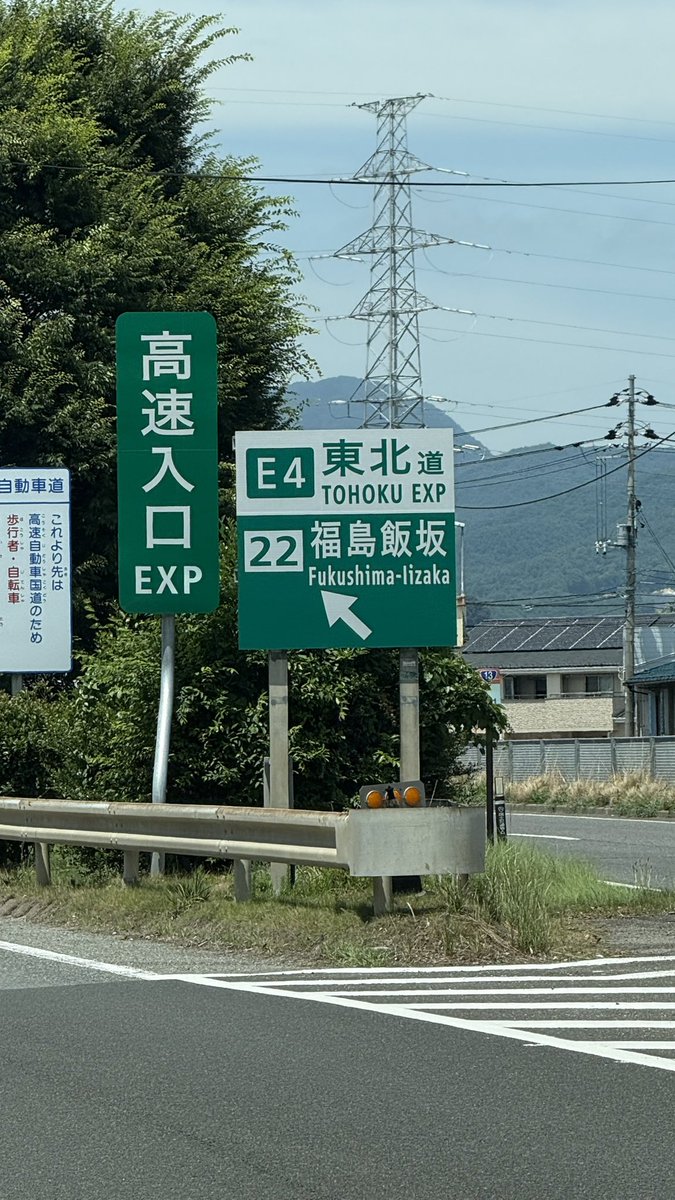 自動車道
これより先は
高速自動車国道のため
歩行者・自転車
高速入口
EXP
E4 東北道
TOHOKU EXP
22 福島飯坂
Fukushima-Iizaka
13